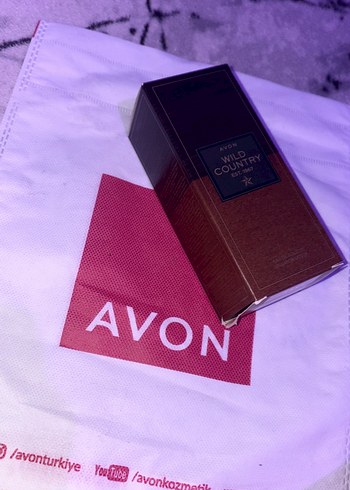 AVON
WILD
COUNTRY
EST. 1967
AVON
/avonturkiye YouTube /avonkozmetik